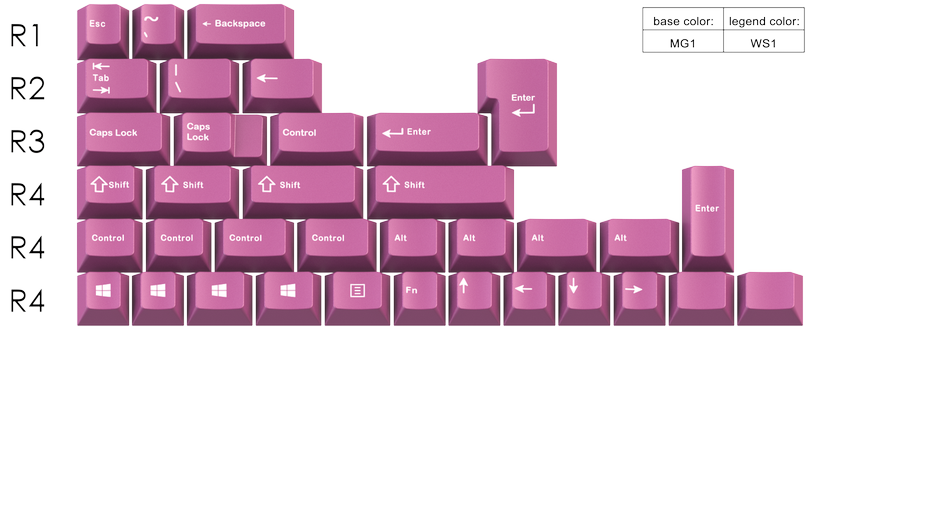 base color: legend color:
MG1 WS1
R1 Esc ~ ` ← Backspace
R2 Tab | \ ← Enter
R3 Caps Lock Caps Lock Control Enter
R4 Shift Shift Shift Shift Enter
R4 Control Control Control Control Alt Alt Alt Alt
R4 Fn ↑ ← ↓ →